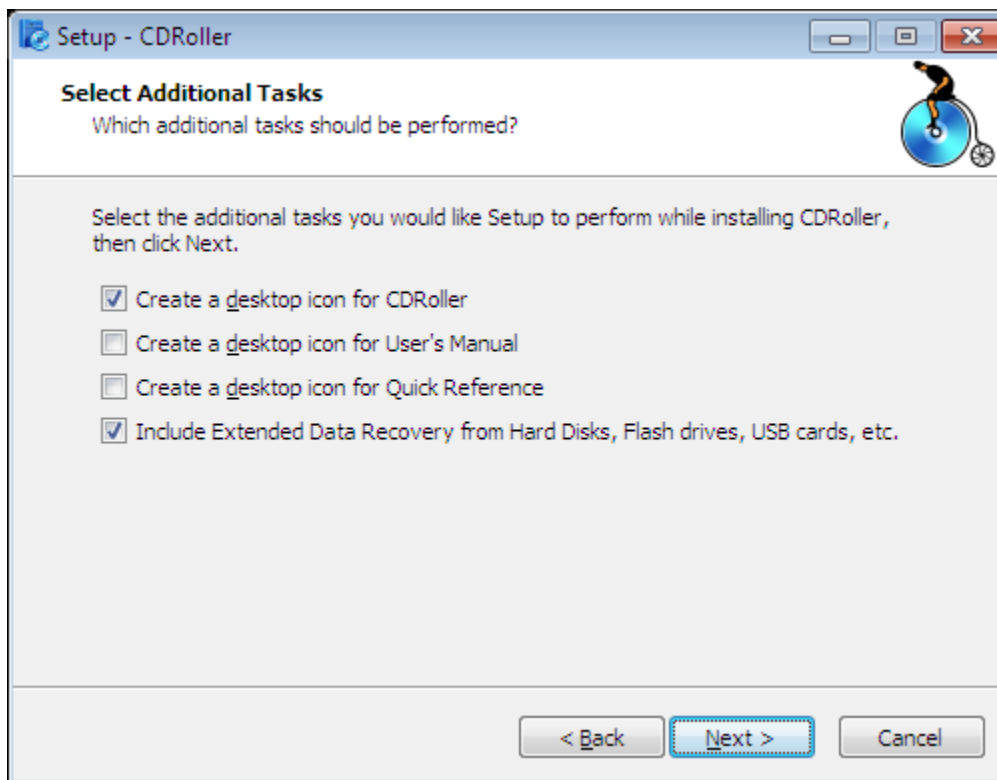 Setup - CDRoller
Select Additional Tasks
Which additional tasks should be performed?
Select the additional tasks you would like Setup to perform while installing CDRoller,
then click Next.
Create a desktop icon for CDRoller
Create a desktop icon for User's Manual
Create a desktop icon for Quick Reference
Include Extended Data Recovery from Hard Disks, Flash drives, USB cards, etc.
< Back
Next >
Cancel